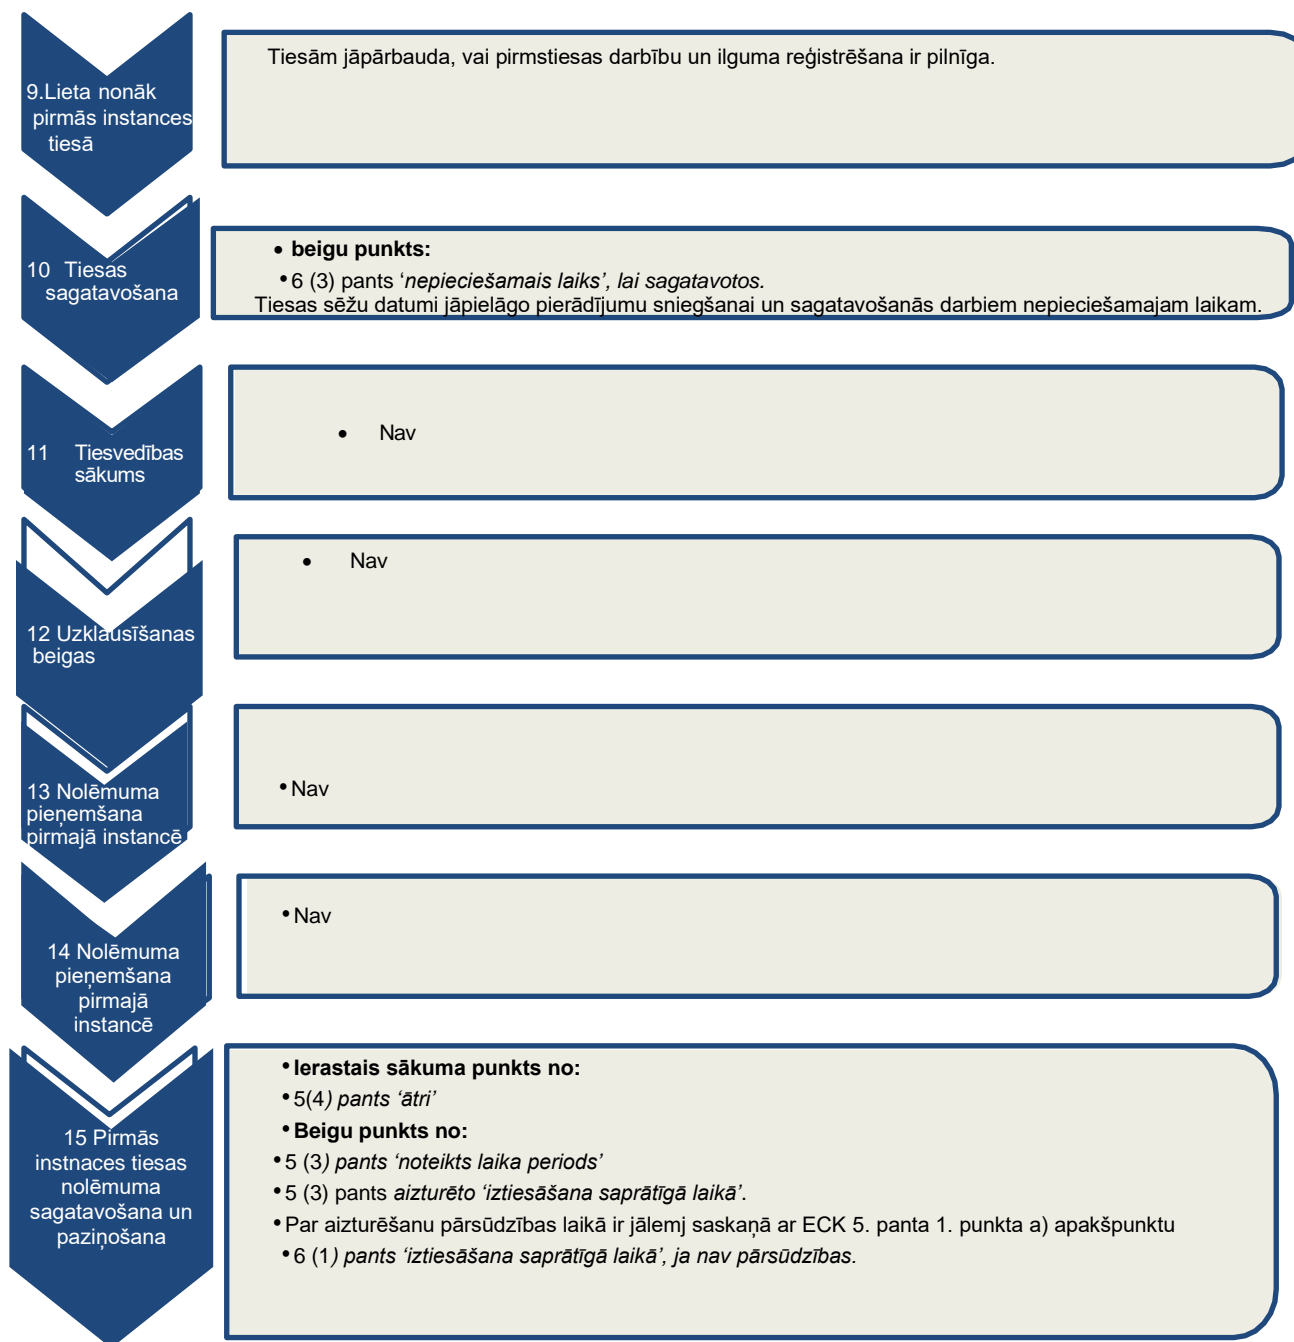 9.Lieta nonāk
pirmās instances
tiesā
Tiesām jāpārbauda, vai pirmstiesas darbību un ilguma reģistrēšana ir pilnīga.
10 Tiesas
sagatavošana
• beigu punkts:
• 6 (3) pants ‘nepieciešamais laiks’, lai sagatavotos.
Tiesas sēžu datumi jāpielāgo pierādījumu sniegšanai un sagatavošanās darbiem nepieciešamajam laikam.
11 Tiesvedības
sākums
• Nav
12 Uzklausīšanas
beigas
• Nav
13 Nolēmuma
pieņemšana
pirmajā instancē
• Nav
14 Nolēmuma
pieņemšana
pirmajā
instancē
• Nav
15 Pirmās
instnaces tiesas
nolēmuma
sagatavošana un
paziņošana
• Ierastais sākuma punkts no:
• 5(4) pants ‘ātri’
• Beigu punkts no:
• 5 (3) pants ‘noteikts laika periods’
• 5 (3) pants aizturēto ‘iztiesāšana saprātīgā laikā’.
• Par aizturēšanu pārsūdzības laikā ir jālemj saskaņā ar ECK 5. panta 1. punkta a) apakšpunktu
• 6 (1) pants ‘iztiesāšana saprātīgā laikā’, ja nav pārsūdzības.